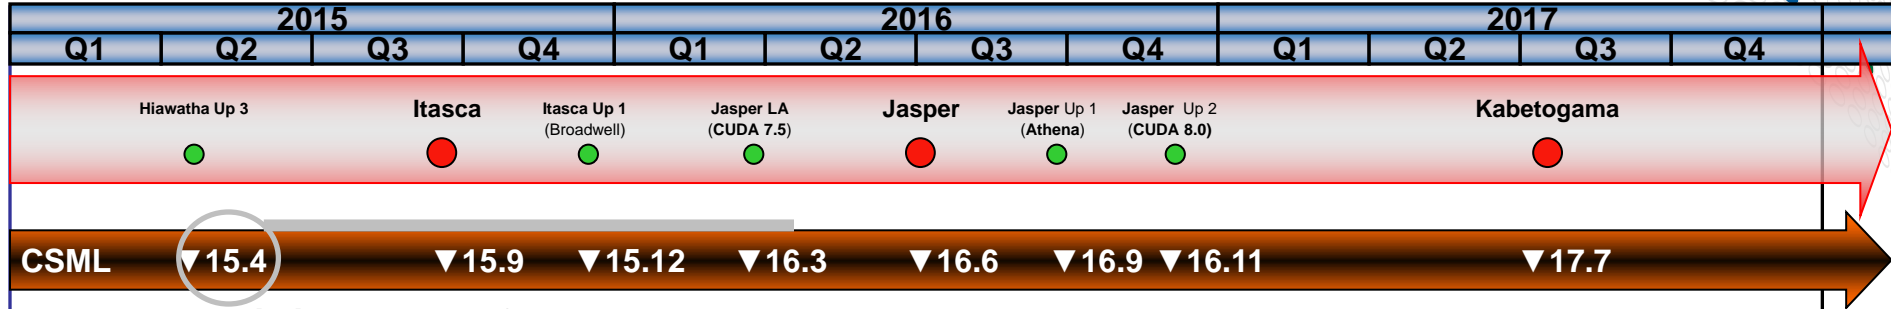 2015 2016 2017
Q1 Q2 Q3 Q4 Q1 Q2 Q3 Q4 Q1 Q2 Q3 Q4
Hiawatha Up 3
Itasca
Itasca Up 1
(Broadwell)
Jasper LA
(CUDA 7.5)
Jasper
Jasper Up 1
(Athena)
Jasper Up 2
(CUDA 8.0)
Kabetogama
CSML ▼15.4 ▼15.9 ▼15.12 ▼16.3 ▼16.6 ▼16.9 ▼16.11 ▼17.7